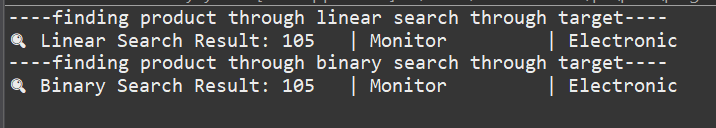 ----finding product through linear search through target----
🔍 Linear Search Result: 105   | Monitor         | Electronic
----finding product through binary search through target----
🔍 Binary Search Result: 105   | Monitor         | Electronic